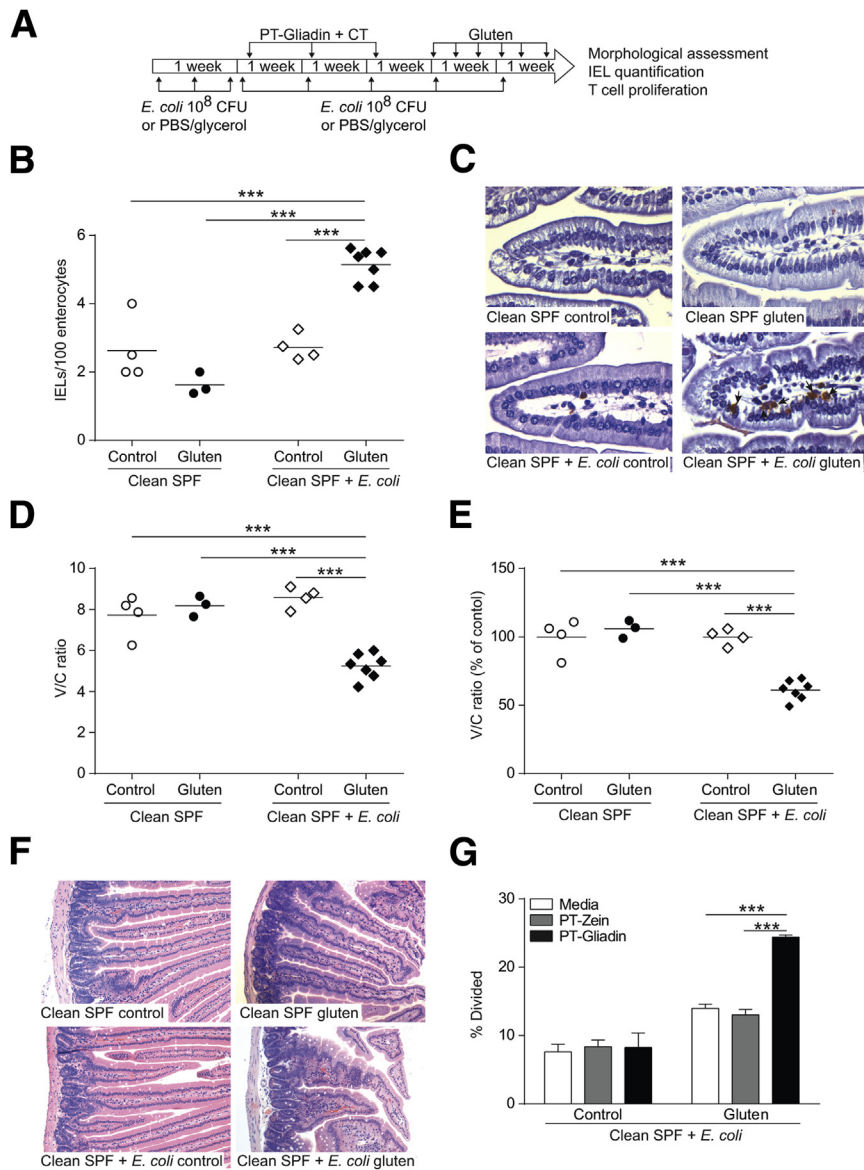 A
PT-Gliadin + CT
Gluten
1 week 1 week 1 week 1 week 1 week 1 week
E. coli 10⁸ CFU
or PBS/glycerol
E. coli 10⁸ CFU
or PBS/glycerol
Morphological assessment
IEL quantification
T cell proliferation
B
***
***
***
IELs/100 enterocytes
6
4
2
0
Control Gluten Control Gluten
Clean SPF Clean SPF + E. coli
C
Clean SPF control
Clean SPF gluten
Clean SPF + E. coli control
Clean SPF + E. coli gluten
D
***
***
***
V/C ratio
10
8
6
4
2
0
Control Gluten Control Gluten
Clean SPF Clean SPF + E. coli
E
***
***
***
V/C ratio (% of contol)
150
100
50
0
Control Gluten Control Gluten
Clean SPF Clean SPF + E. coli
F
Clean SPF control
Clean SPF gluten
Clean SPF + E. coli control
Clean SPF + E. coli gluten
G
Media
PT-Zein
PT-Gliadin
***
***
% Divided
30
20
10
0
Control Gluten
Clean SPF + E. coli